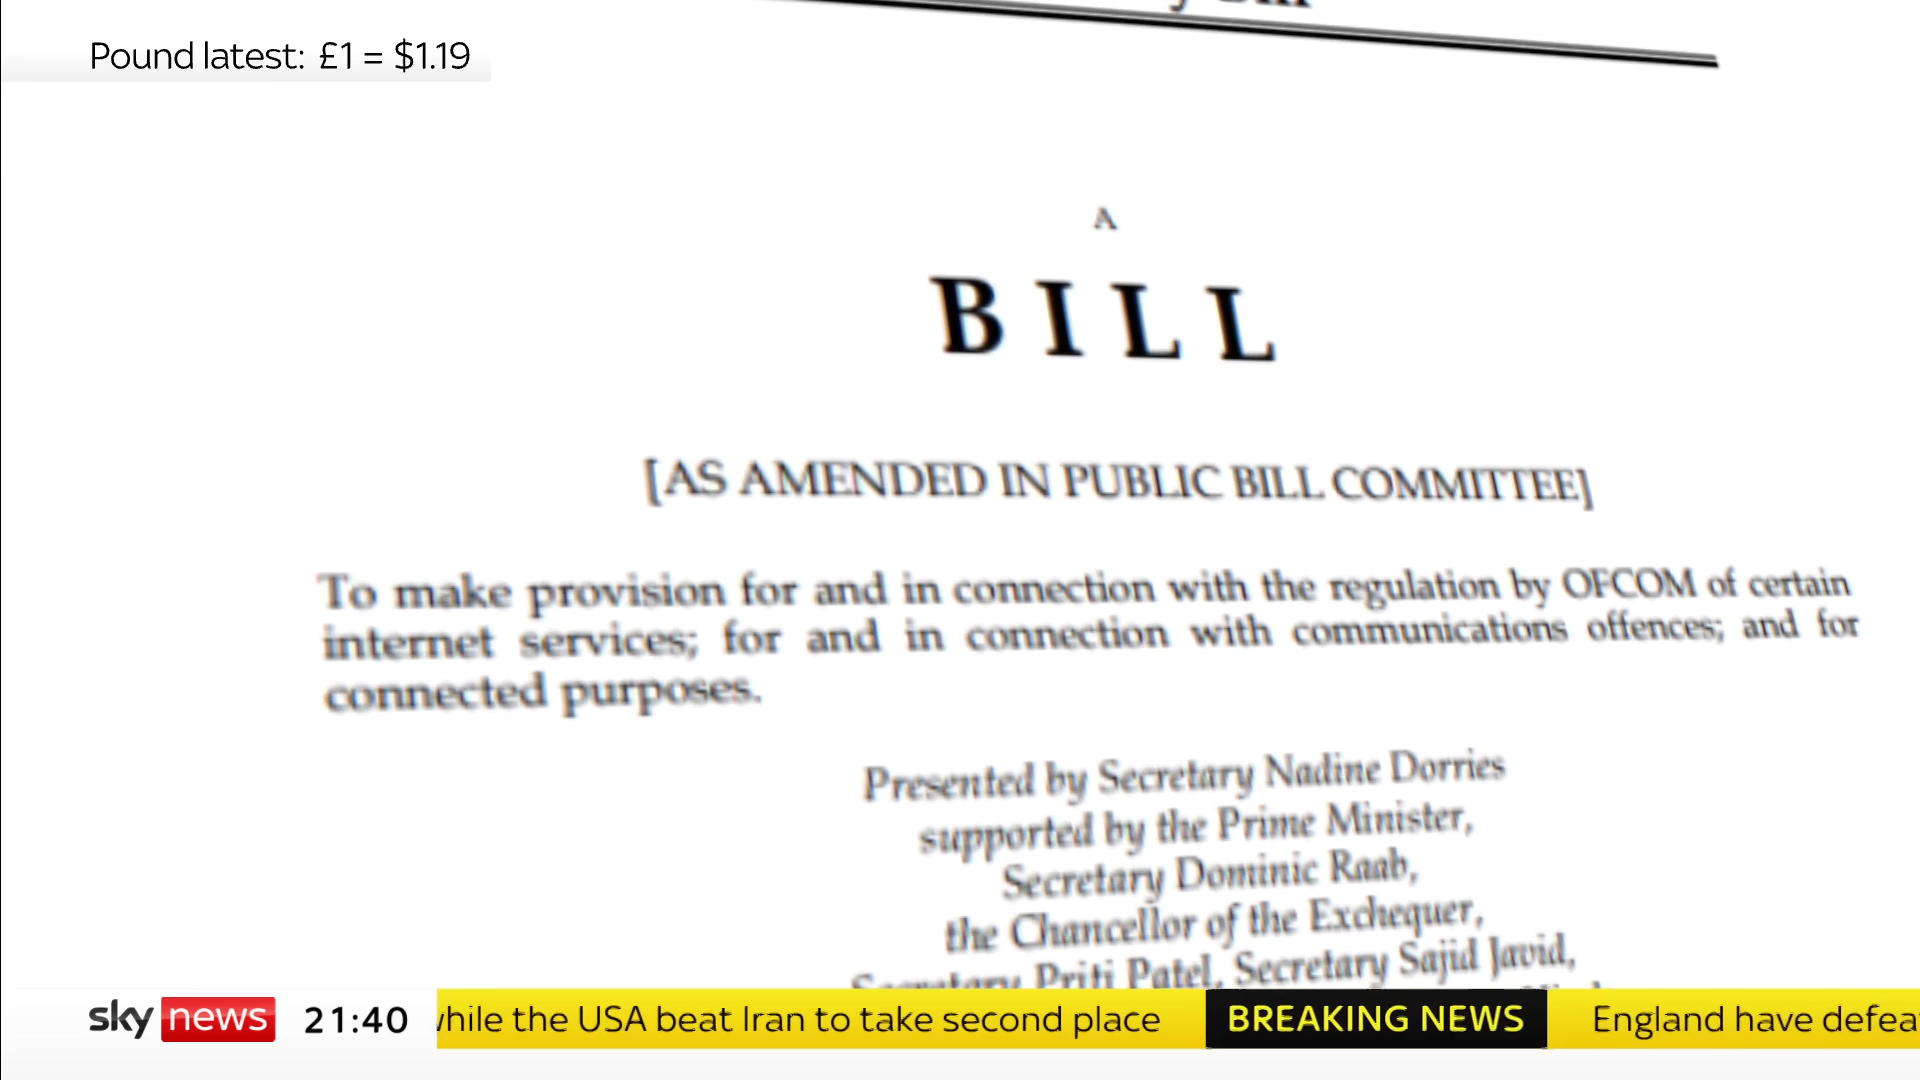 Pound latest: £1 = $1.19
A
BILL
[AS AMENDED IN PUBLIC BILL COMMITTEE]
To make provision for and in connection with the regulation by OFCOM of certain
internet services; for and in connection with communications offences; and for
connected purposes.
Presented by Secretary Nadine Dorries
supported by the Prime Minister,
Secretary Dominic Raab,
the Chancellor of the Exchequer,
Secretary Priti Patel, Secretary Sajid Javid,
sky news 21:40 while the USA beat Iran to take second place BREAKING NEWS England have defea